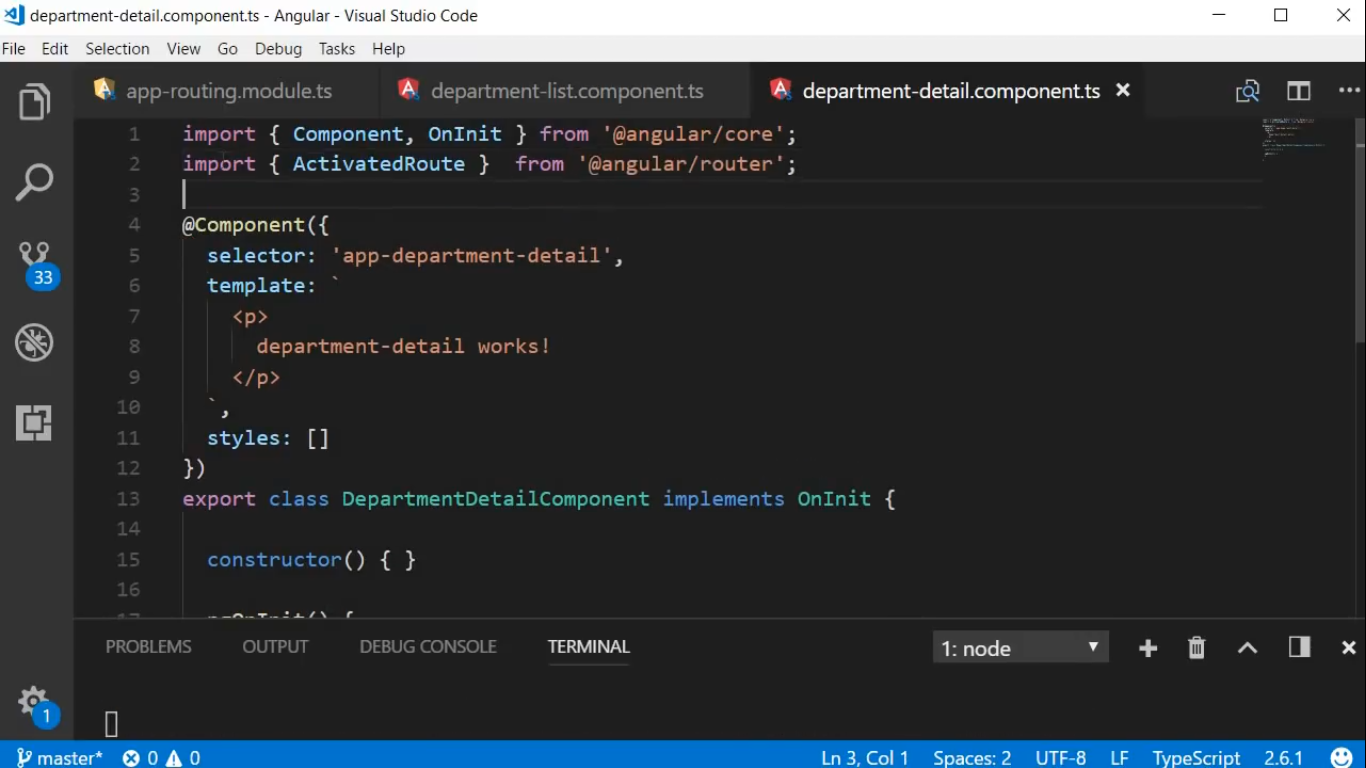 department-detail.component.ts - Angular - Visual Studio Code
File Edit Selection View Go Debug Tasks Help
app-routing.module.ts department-list.component.ts department-detail.component.ts
1 import { Component, OnInit } from '@angular/core';
2 import { ActivatedRoute }  from '@angular/router';
3
4 @Component({
5   selector: 'app-department-detail',
6   template: `
7     <p>
8       department-detail works!
9     </p>
10   `,
11   styles: []
12 })
13 export class DepartmentDetailComponent implements OnInit {
14
15   constructor() { }
16
17   ngOnInit() {
33
PROBLEMS OUTPUT DEBUG CONSOLE TERMINAL 1: node
1
master* 0 0 Ln 3, Col 1 Spaces: 2 UTF-8 LF TypeScript 2.6.1